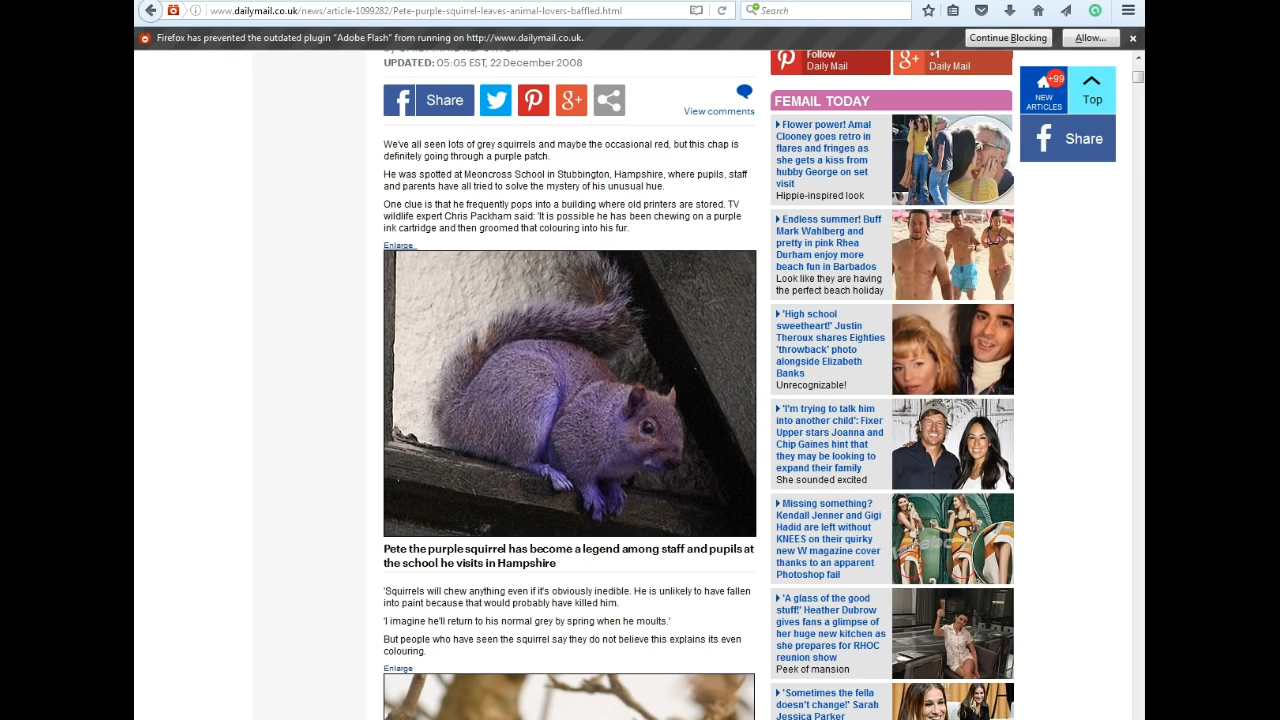 www.dailymail.co.uk/news/article-1099282/Pete-purple-squirrel-leaves-animal-lovers-baffled.html
Search
Firefox has prevented the outdated plugin "Adobe Flash" from running on http://www.dailymail.co.uk.
Continue Blocking
Allow...
UPDATED: 05:05 EST, 22 December 2008
Share
View comments
We've all seen lots of grey squirrels and maybe the occasional red, but this chap is
definitely going through a purple patch.
He was spotted at Meoncross School in Stubbington, Hampshire, where pupils, staff
and parents have all tried to solve the mystery of his unusual hue.
One clue is that he frequently pops into a building where old printers are stored. TV
wildlife expert Chris Packham said: 'It is possible he has been chewing on a purple
ink cartridge and then groomed that colouring into his fur.
Enlarge
Pete the purple squirrel has become a legend among staff and pupils at
the school he visits in Hampshire
'Squirrels will chew anything even if it's obviously inedible. He is unlikely to have fallen
into paint because that would probably have killed him.
'I imagine he'll return to his normal grey by spring when he moults.'
But people who have seen the squirrel say they do not believe this explains its even
colouring.
Enlarge
Follow
Daily Mail
+1
Daily Mail
FEMAIL TODAY
Flower power! Amal
Clooney goes retro in
flares and fringes as
she gets a kiss from
hubby George on set
visit
Hippie-inspired look
Endless summer! Buff
Mark Wahlberg and
pretty in pink Rhea
Durham enjoy more
beach fun in Barbados
Look like they are having
the perfect beach holiday
'High school
sweetheart!' Justin
Theroux shares Eighties
'throwback' photo
alongside Elizabeth
Banks
Unrecognizable!
'I'm trying to talk him
into another child': Fixer
Upper stars Joanna and
Chip Gaines hint that
they may be looking to
expand their family
She sounded excited
Missing something?
Kendall Jenner and Gigi
Hadid are left without
KNEES on their quirky
new W magazine cover
thanks to an apparent
Photoshop fail
'A glass of the good
stuff!' Heather Dubrow
gives fans a glimpse of
her huge new kitchen as
she prepares for RHOC
reunion show
Peek of mansion
'Sometimes the fella
doesn't change!' Sarah
Jessica Parker
+99
NEW
ARTICLES
Top
Share